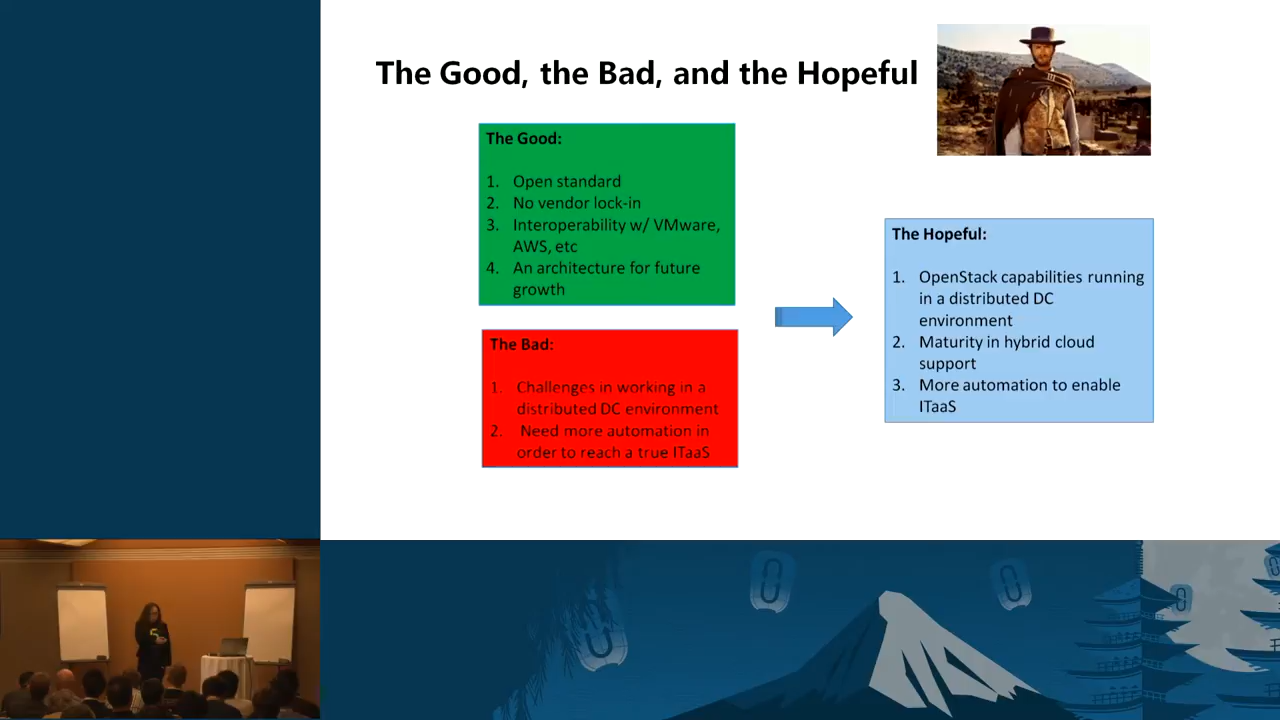 The Good, the Bad, and the Hopeful
The Good:
1. Open standard
2. No vendor lock-in
3. Interoperability w/ VMware,
AWS, etc
4. An architecture for future
growth
The Bad:
1. Challenges in working in a
distributed DC environment
2. Need more automation in
order to reach a true ITaaS
The Hopeful:
1. OpenStack capabilities running
in a distributed DC
environment
2. Maturity in hybrid cloud
support
3. More automation to enable
ITaaS